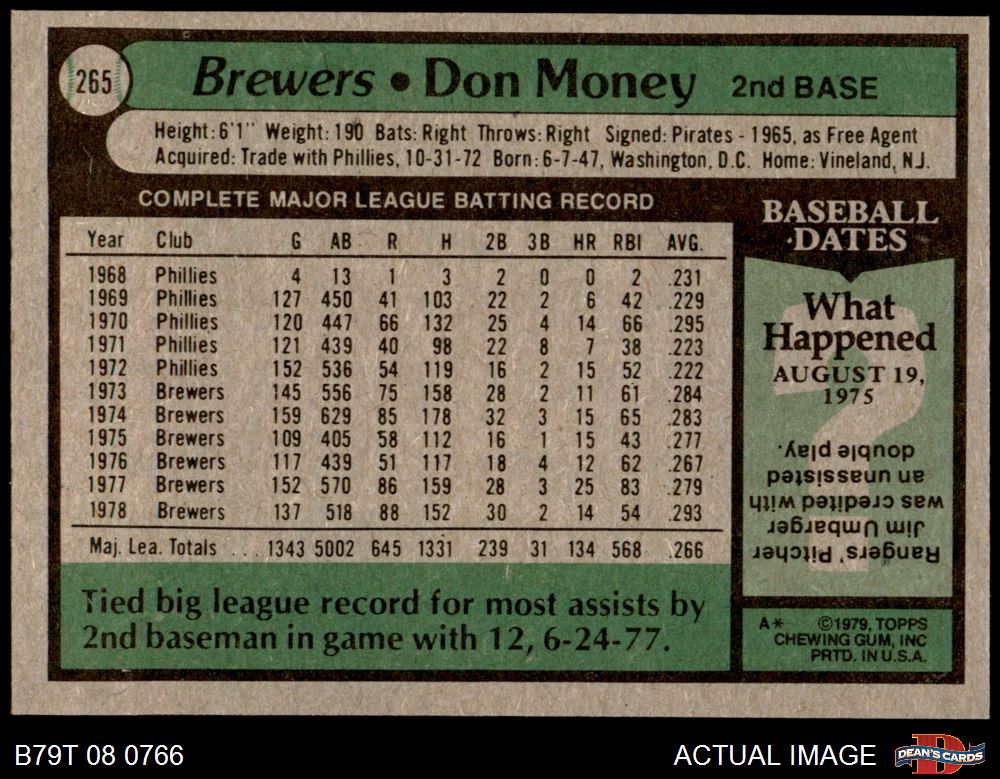 265
Brewers • Don Money 2nd BASE
Height: 6'1" Weight: 190 Bats: Right Throws: Right Signed: Pirates - 1965, as Free Agent
Acquired: Trade with Phillies, 10-31-72 Born: 6-7-47, Washington, D.C. Home: Vineland, N.J.
COMPLETE MAJOR LEAGUE BATTING RECORD
Year Club G AB R H 2B 3B HR RBI AVG.
1968 Phillies 4 13 1 3 2 0 0 2 .231
1969 Phillies 127 450 41 103 22 2 6 42 .229
1970 Phillies 120 447 66 132 25 4 14 66 .295
1971 Phillies 121 439 40 98 22 8 7 38 .223
1972 Phillies 152 536 54 119 16 2 15 52 .222
1973 Brewers 145 556 75 158 28 2 11 61 .284
1974 Brewers 159 629 85 178 32 3 15 65 .283
1975 Brewers 109 405 58 112 16 1 15 43 .277
1976 Brewers 117 439 51 117 18 4 12 62 .267
1977 Brewers 152 570 86 159 28 3 25 83 .279
1978 Brewers 137 518 88 152 30 2 14 54 .293
Maj. Lea. Totals ... 1343 5002 645 1331 239 31 134 568 .266
Tied big league record for most assists by
2nd baseman in game with 12, 6-24-77.
BASEBALL
DATES
What
Happened
AUGUST 19,
1975
Rangers' Pitcher
Jim Umbarger
was credited with
an unassisted
double play.
A* ©1979, TOPPS
CHEWING GUM, INC
PRTD. IN U.S.A.
B79T 08 0766
ACTUAL IMAGE
DEAN'S CARDS